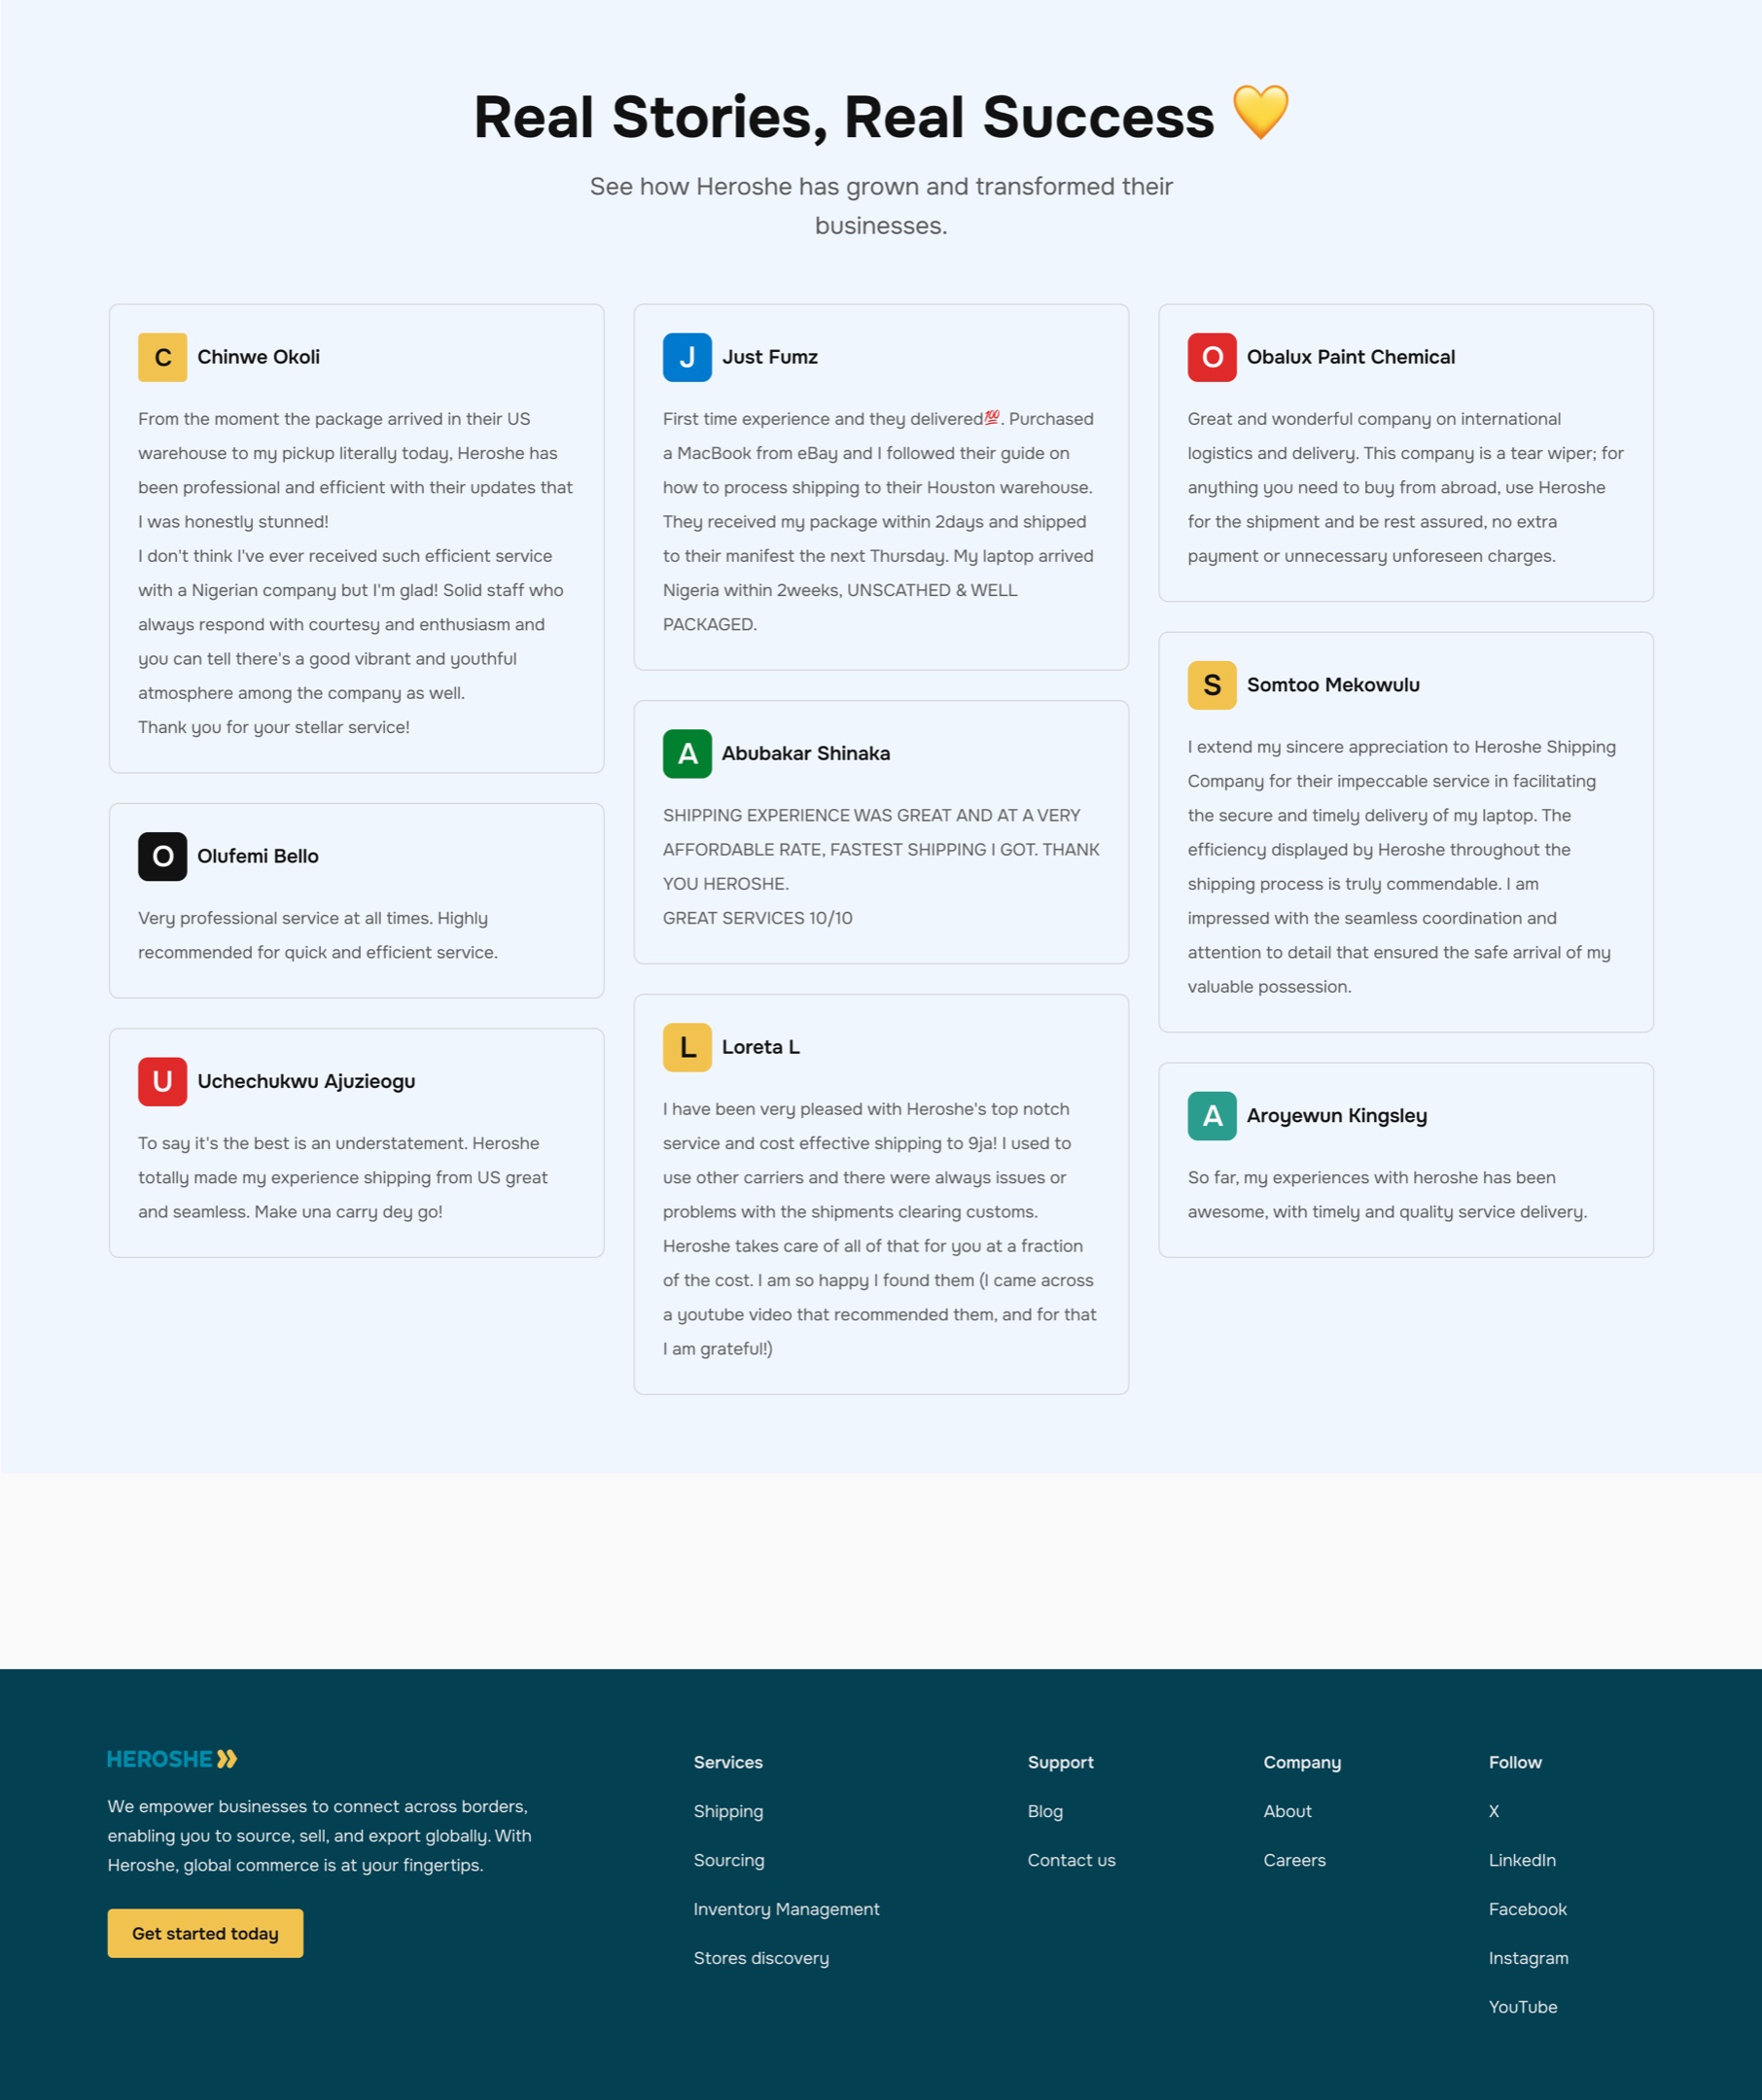 Real Stories, Real Success 💛
See how Heroshe has grown and transformed their
businesses.
C
Chinwe Okoli
From the moment the package arrived in their US
warehouse to my pickup literally today, Heroshe has
been professional and efficient with their updates that
I was honestly stunned!
I don't think I've ever received such efficient service
with a Nigerian company but I'm glad! Solid staff who
always respond with courtesy and enthusiasm and
you can tell there's a good vibrant and youthful
atmosphere among the company as well.
Thank you for your stellar service!
O
Olufemi Bello
Very professional service at all times. Highly
recommended for quick and efficient service.
U
Uchechukwu Ajuzieogu
To say it's the best is an understatement. Heroshe
totally made my experience shipping from US great
and seamless. Make una carry dey go!
J
Just Fumz
First time experience and they delivered💯. Purchased
a MacBook from eBay and I followed their guide on
how to process shipping to their Houston warehouse.
They received my package within 2days and shipped
to their manifest the next Thursday. My laptop arrived
Nigeria within 2weeks, UNSCATHED & WELL
PACKAGED.
A
Abubakar Shinaka
SHIPPING EXPERIENCE WAS GREAT AND AT A VERY
AFFORDABLE RATE, FASTEST SHIPPING I GOT. THANK
YOU HEROSHE.
GREAT SERVICES 10/10
L
Loreta L
I have been very pleased with Heroshe's top notch
service and cost effective shipping to 9ja! I used to
use other carriers and there were always issues or
problems with the shipments clearing customs.
Heroshe takes care of all of that for you at a fraction
of the cost. I am so happy I found them (I came across
a youtube video that recommended them, and for that
I am grateful!)
O
Obalux Paint Chemical
Great and wonderful company on international
logistics and delivery. This company is a tear wiper; for
anything you need to buy from abroad, use Heroshe
for the shipment and be rest assured, no extra
payment or unnecessary unforeseen charges.
S
Somtoo Mekowulu
I extend my sincere appreciation to Heroshe Shipping
Company for their impeccable service in facilitating
the secure and timely delivery of my laptop. The
efficiency displayed by Heroshe throughout the
shipping process is truly commendable. I am
impressed with the seamless coordination and
attention to detail that ensured the safe arrival of my
valuable possession.
A
Aroyewun Kingsley
So far, my experiences with heroshe has been
awesome, with timely and quality service delivery.
HEROSHE
We empower businesses to connect across borders,
enabling you to source, sell, and export globally. With
Heroshe, global commerce is at your fingertips.
Get started today
Services
Shipping
Sourcing
Inventory Management
Stores discovery
Support
Blog
Contact us
Company
About
Careers
Follow
X
LinkedIn
Facebook
Instagram
YouTube